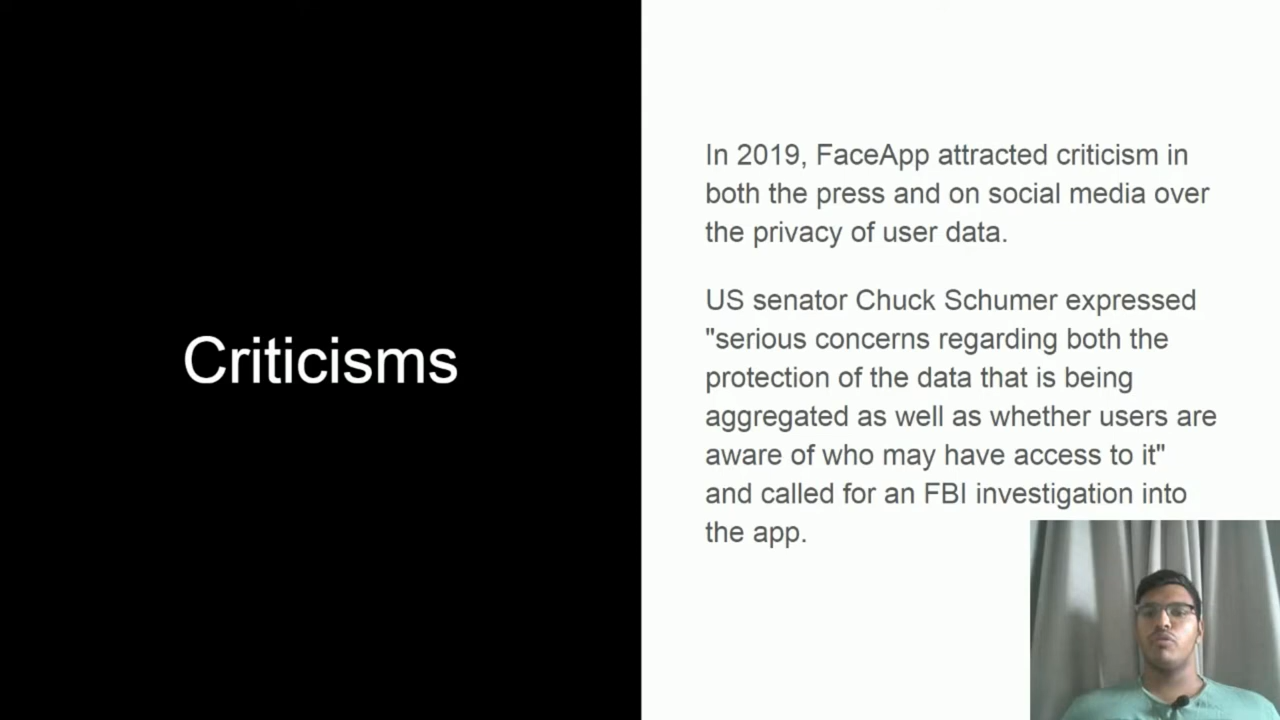 Criticisms
In 2019, FaceApp attracted criticism in
both the press and on social media over
the privacy of user data.
US senator Chuck Schumer expressed
"serious concerns regarding both the
protection of the data that is being
aggregated as well as whether users are
aware of who may have access to it"
and called for an FBI investigation into
the app.